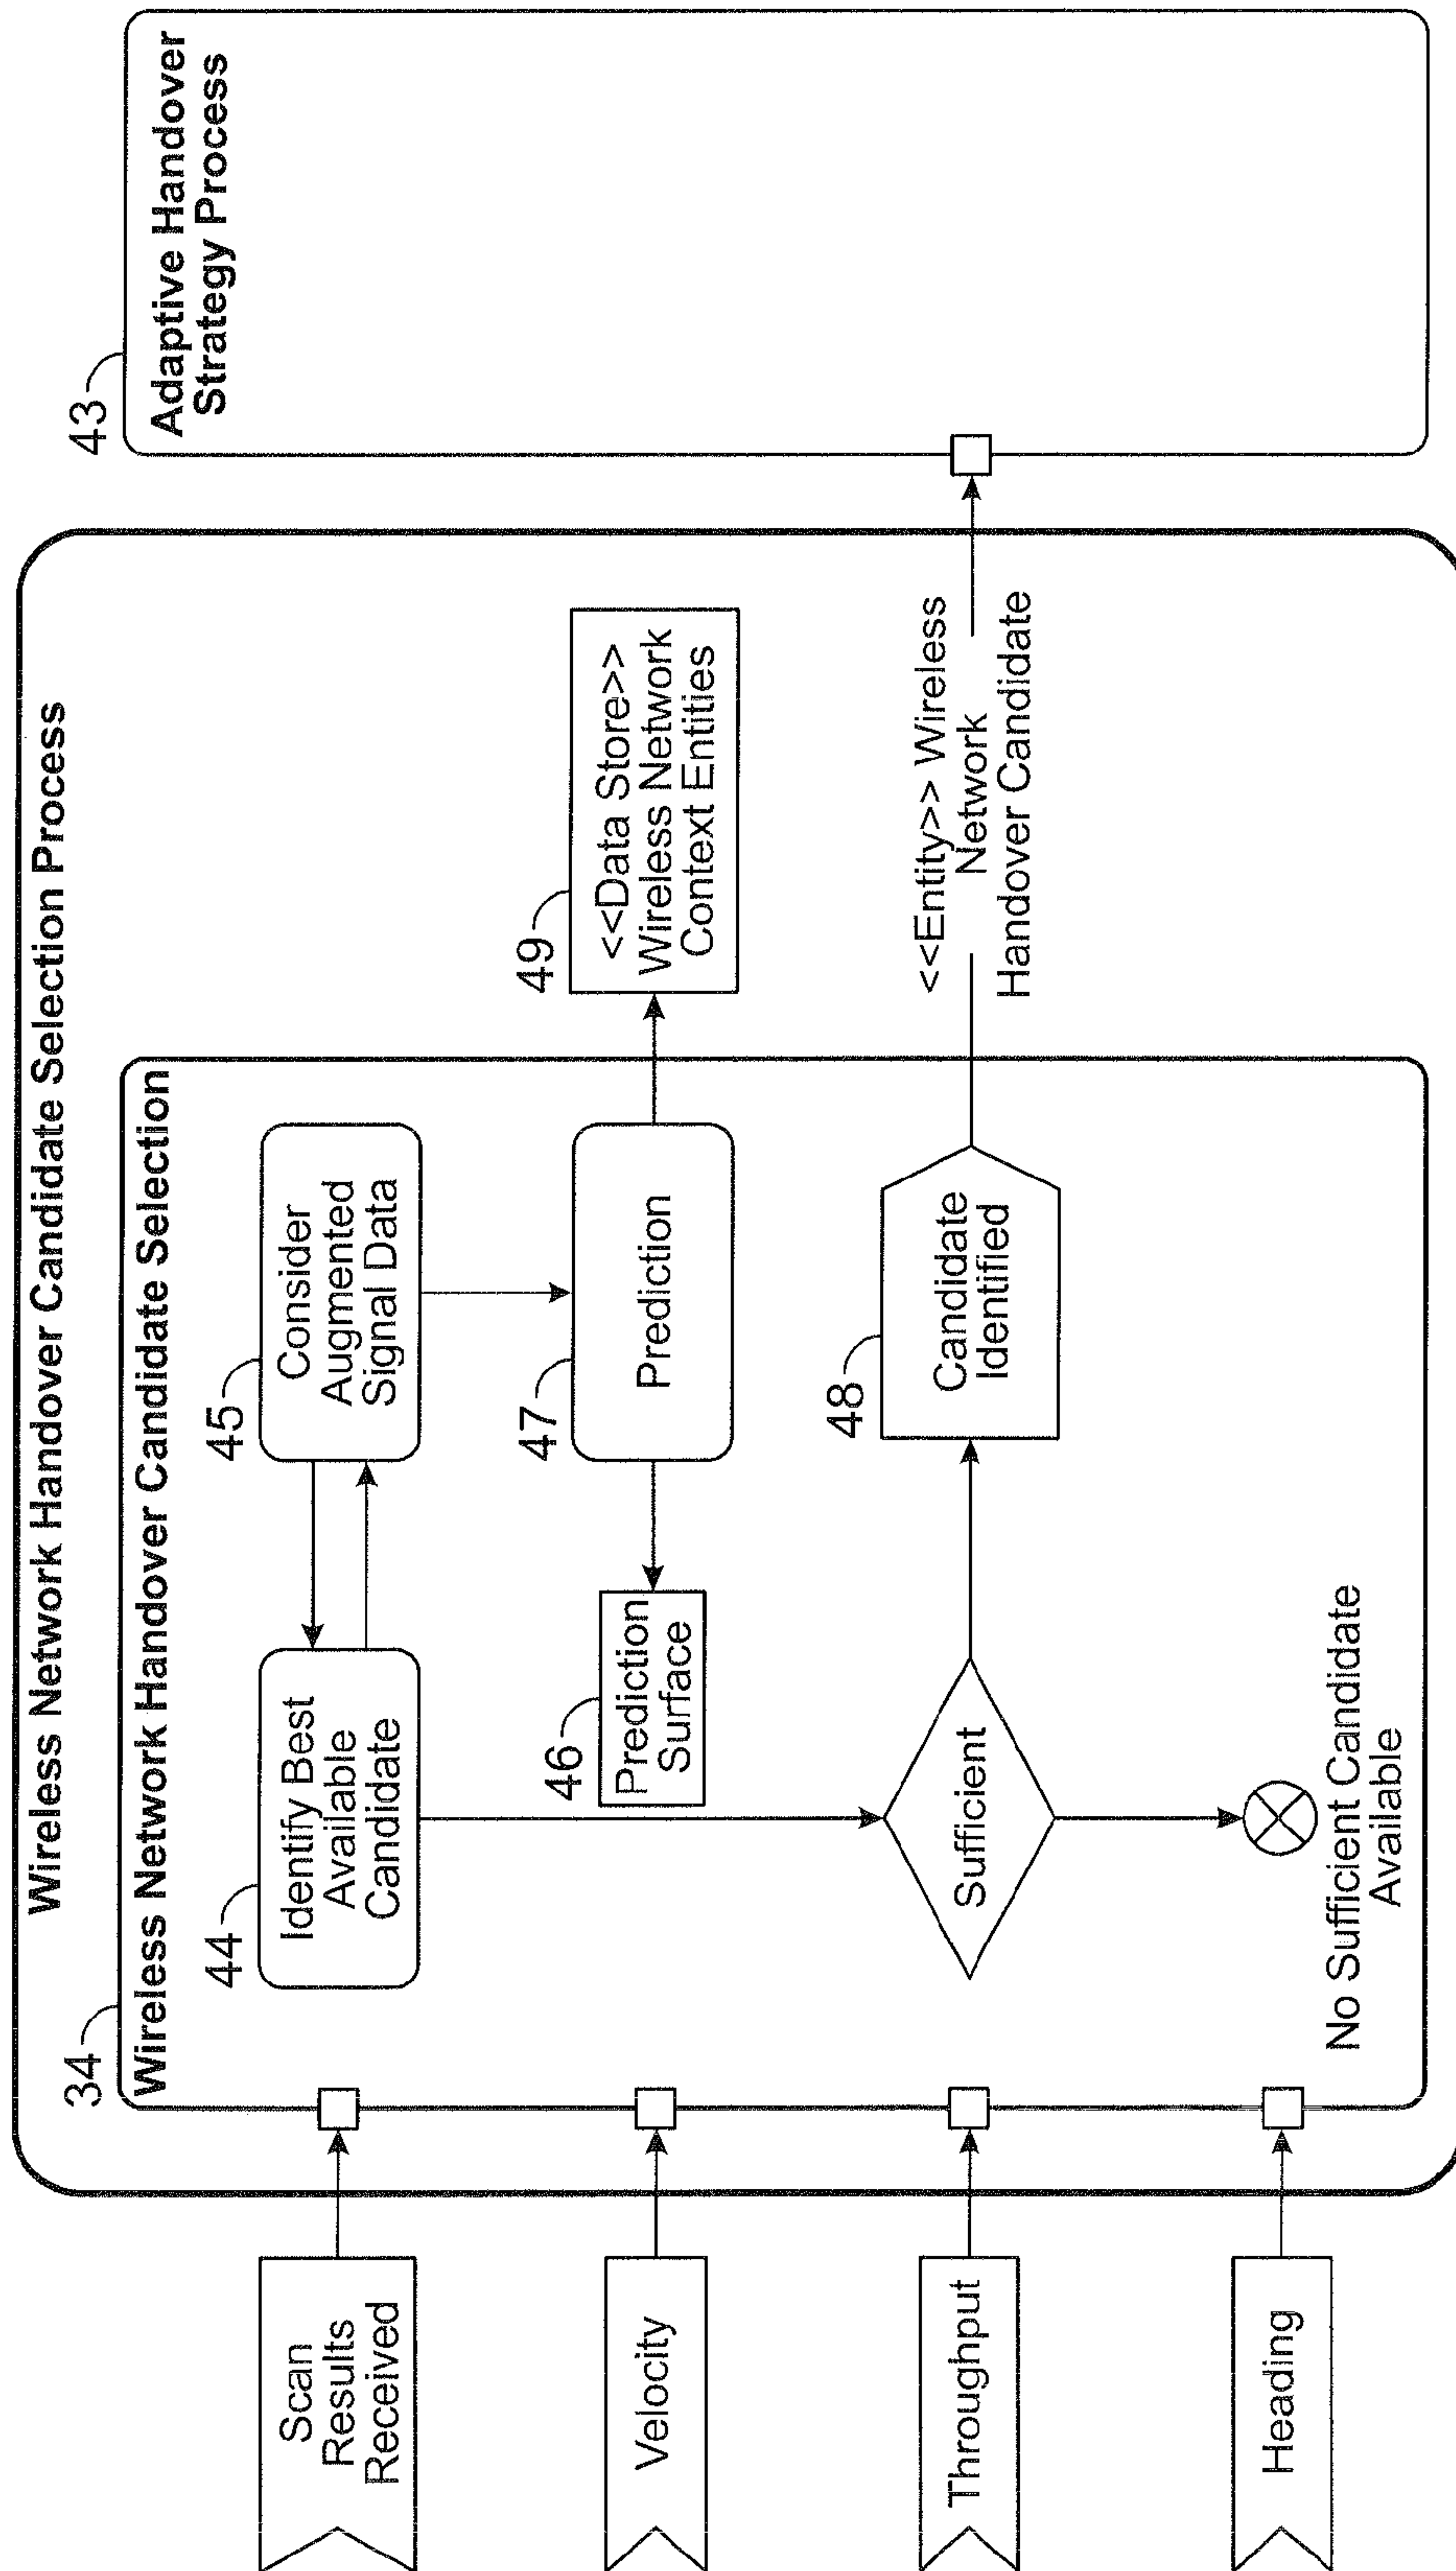 Wireless Network Handover Candidate Selection Process
34
Wireless Network Handover Candidate Selection
Scan
Results
Received
Velocity
Throughput
Heading
44
Identify Best
Available
Candidate
45
Consider
Augmented
Signal Data
46
Prediction
Surface
47
Prediction
49
<<Data Store>>
Wireless Network
Context Entities
Sufficient
48
Candidate
Identified
<<Entity>> Wireless
Network
Handover Candidate
No Sufficient Candidate
Available
43
Adaptive Handover
Strategy Process